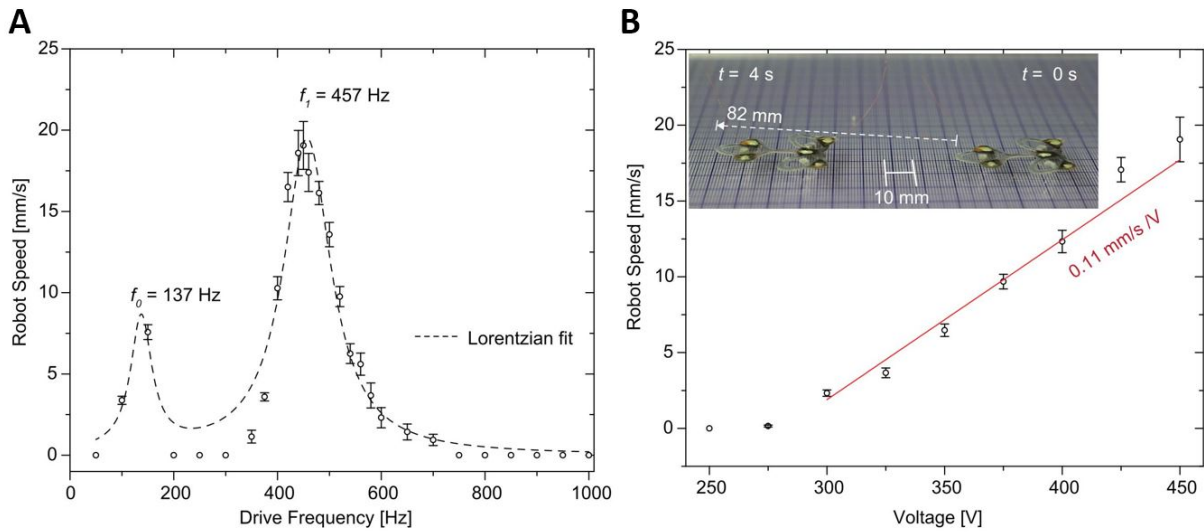 A
25
20
15
10
5
0
Robot Speed [mm/s]
f₁ = 457 Hz
f₀ = 137 Hz
Lorentzian fit
0 200 400 600 800 1000
Drive Frequency [Hz]
B
25
20
15
10
5
0
Robot Speed [mm/s]
t = 4 s t = 0 s
82 mm
10 mm
0.11 mm/s /V
250 300 350 400 450
Voltage [V]